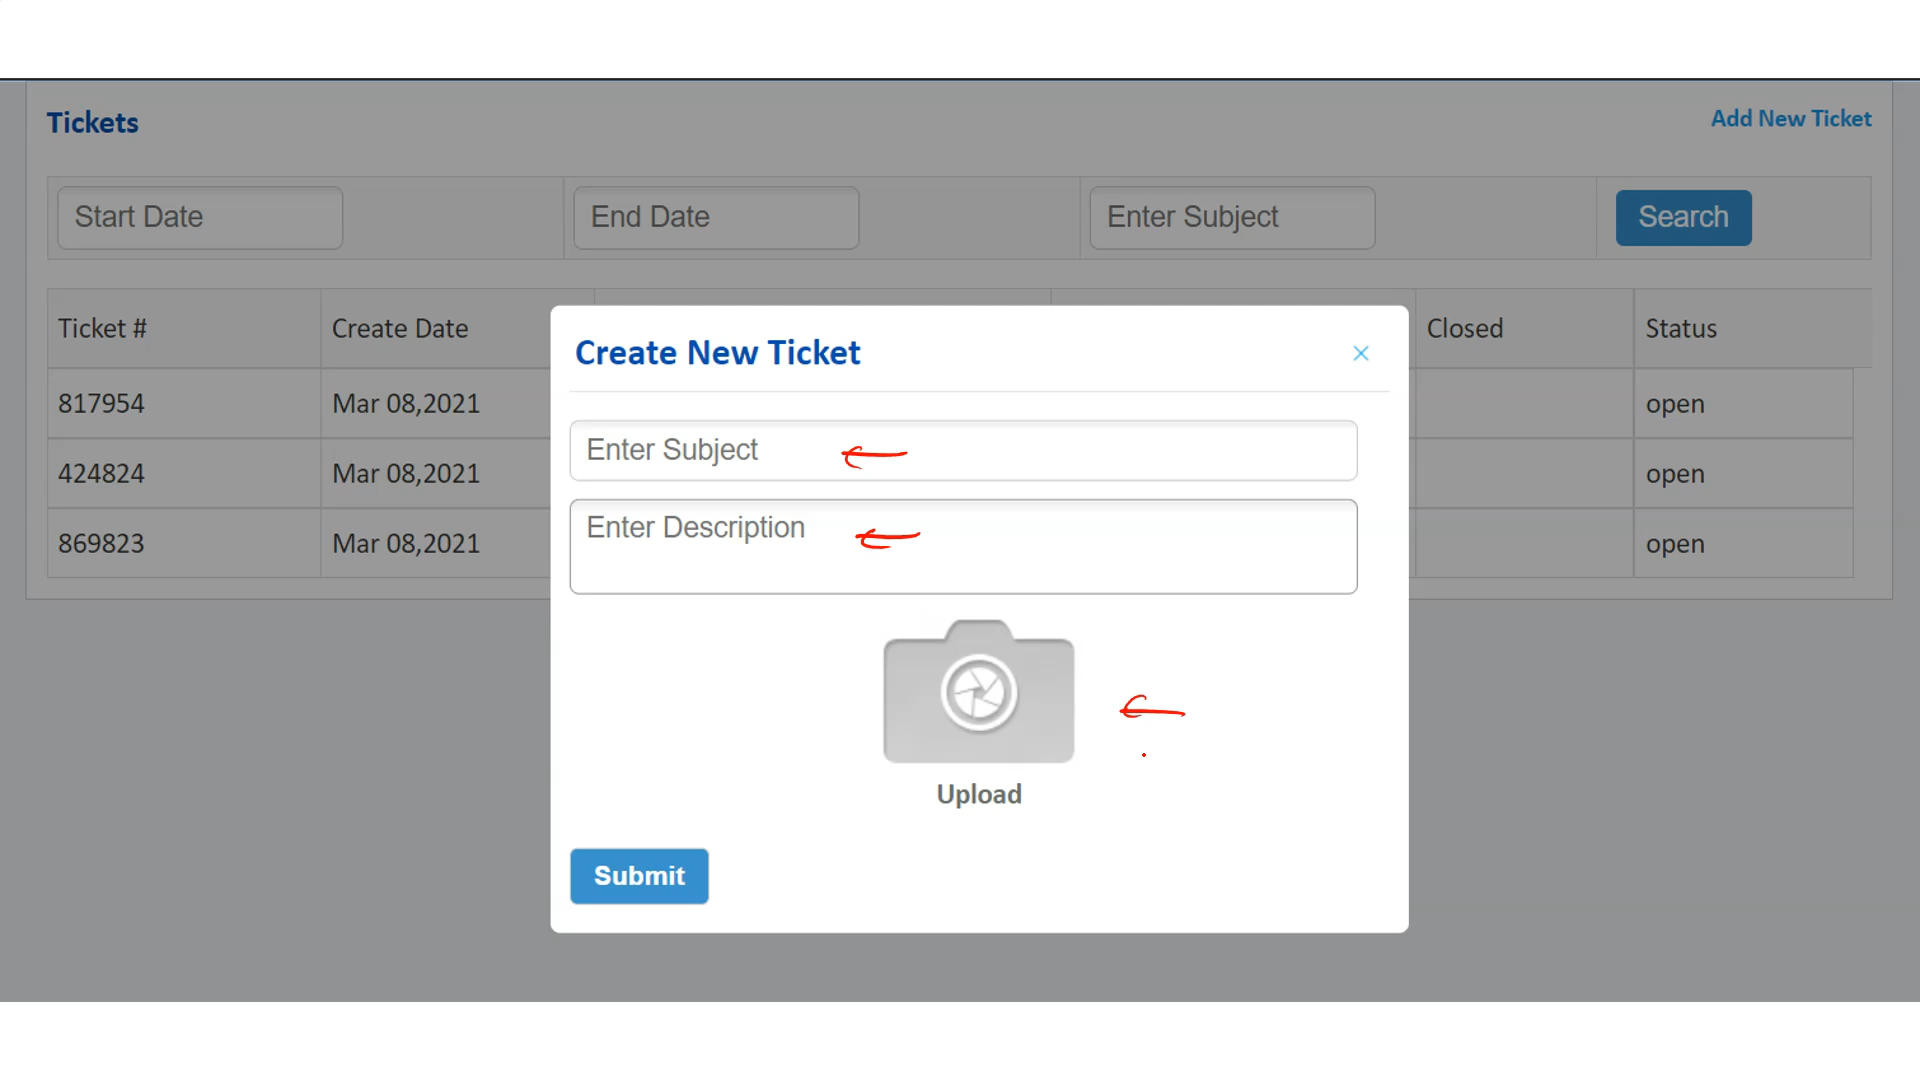 Tickets
Add New Ticket
Start Date
End Date
Enter Subject
Search
Ticket #
Create Date
Closed
Status
817954
Mar 08,2021
open
424824
Mar 08,2021
open
869823
Mar 08,2021
open
Create New Ticket
×
Enter Subject
Enter Description
Upload
Submit